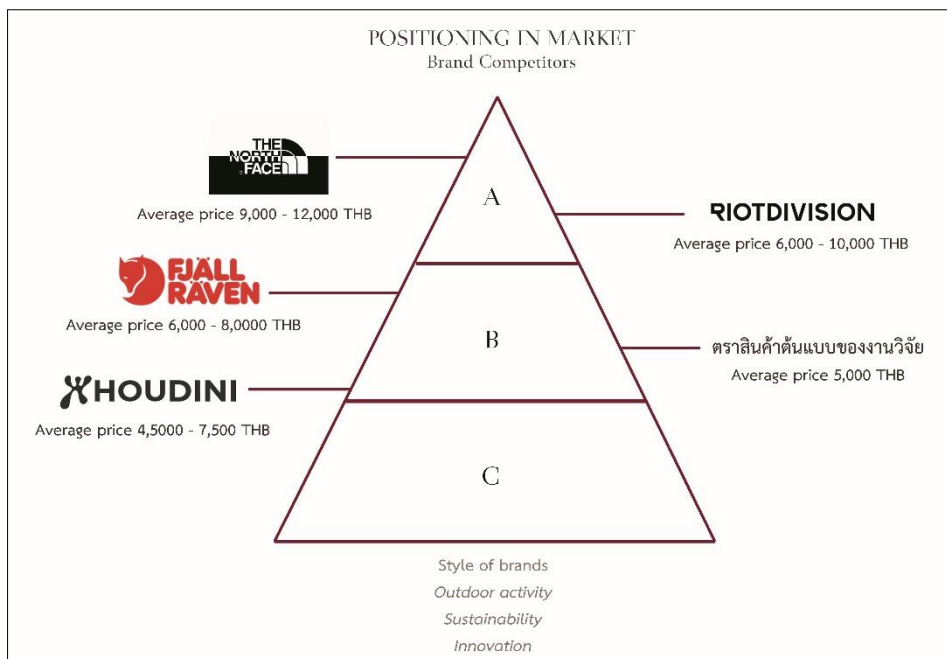 POSITIONING IN MARKET
Brand Competitors
THE
NORTH
FACE
Average price 9,000 - 12,000 THB
A
RIOTDIVISION
Average price 6,000 - 10,000 THB
FJÄLL
RÄVEN
Average price 6,000 - 8,0000 THB
B
ตราสินค้าต้นแบบของงานวิจัย
Average price 5,000 THB
HOUDINI
Average price 4,5000 - 7,500 THB
C
Style of brands
Outdoor activity
Sustainability
Innovation